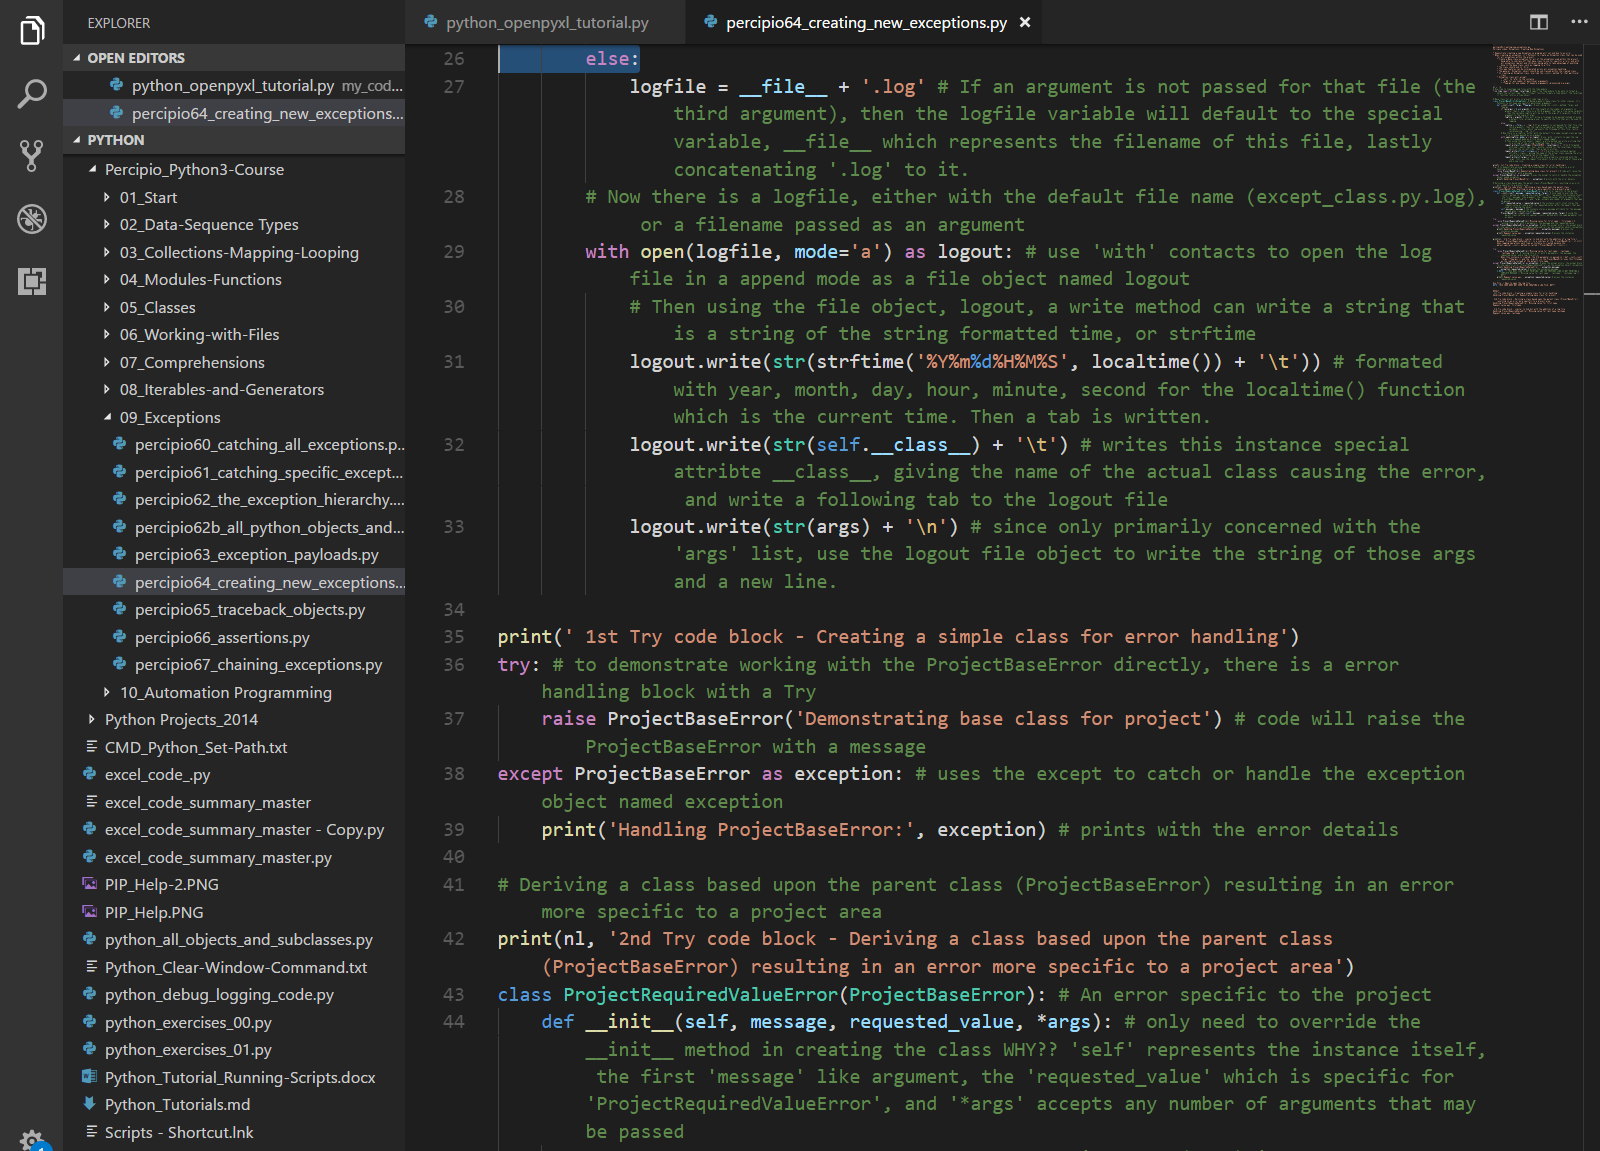 EXPLORER
OPEN EDITORS
python_openpyxl_tutorial.py my_cod...
percipio64_creating_new_exceptions...
PYTHON
Percipio_Python3-Course
01_Start
02_Data-Sequence Types
03_Collections-Mapping-Looping
04_Modules-Functions
05_Classes
06_Working-with-Files
07_Comprehensions
08_Iterables-and-Generators
09_Exceptions
percipio60_catching_all_exceptions.p...
percipio61_catching_specific_except...
percipio62_the_exception_hierarchy....
percipio62b_all_python_objects_and...
percipio63_exception_payloads.py
percipio64_creating_new_exceptions...
percipio65_traceback_objects.py
percipio66_assertions.py
percipio67_chaining_exceptions.py
10_Automation Programming
Python Projects_2014
CMD_Python_Set-Path.txt
excel_code_.py
excel_code_summary_master
excel_code_summary_master - Copy.py
excel_code_summary_master.py
PIP_Help-2.PNG
PIP_Help.PNG
python_all_objects_and_subclasses.py
Python_Clear-Window-Command.txt
python_debug_logging_code.py
python_exercises_00.py
python_exercises_01.py
Python_Tutorial_Running-Scripts.docx
Python_Tutorials.md
Scripts - Shortcut.lnk
python_openpyxl_tutorial.py
percipio64_creating_new_exceptions.py ×
26 else:
27 logfile = __file__ + '.log' # If an argument is not passed for that file (the
third argument), then the logfile variable will default to the special
variable, __file__ which represents the filename of this file, lastly
concatenating '.log' to it.
28 # Now there is a logfile, either with the default file name (except_class.py.log),
or a filename passed as an argument
29 with open(logfile, mode='a') as logout: # use 'with' contacts to open the log
file in a append mode as a file object named logout
30 # Then using the file object, logout, a write method can write a string that
is a string of the string formatted time, or strftime
31 logout.write(str(strftime('%Y%m%d%H%M%S', localtime()) + '\t')) # formated
with year, month, day, hour, minute, second for the localtime() function
which is the current time. Then a tab is written.
32 logout.write(str(self.__class__) + '\t') # writes this instance special
attribte __class__, giving the name of the actual class causing the error,
and write a following tab to the logout file
33 logout.write(str(args) + '\n') # since only primarily concerned with the
'args' list, use the logout file object to write the string of those args
and a new line.
34
35 print(' 1st Try code block - Creating a simple class for error handling')
36 try: # to demonstrate working with the ProjectBaseError directly, there is a error
handling block with a Try
37 raise ProjectBaseError('Demonstrating base class for project') # code will raise the
ProjectBaseError with a message
38 except ProjectBaseError as exception: # uses the except to catch or handle the exception
object named exception
39 print('Handling ProjectBaseError:', exception) # prints with the error details
40
41 # Deriving a class based upon the parent class (ProjectBaseError) resulting in an error
more specific to a project area
42 print(nl, '2nd Try code block - Deriving a class based upon the parent class
(ProjectBaseError) resulting in an error more specific to a project area')
43 class ProjectRequiredValueError(ProjectBaseError): # An error specific to the project
44 def __init__(self, message, requested_value, *args): # only need to override the
__init__ method in creating the class WHY?? 'self' represents the instance itself,
the first 'message' like argument, the 'requested_value' which is specific for
'ProjectRequiredValueError', and '*args' accepts any number of arguments that may
be passed